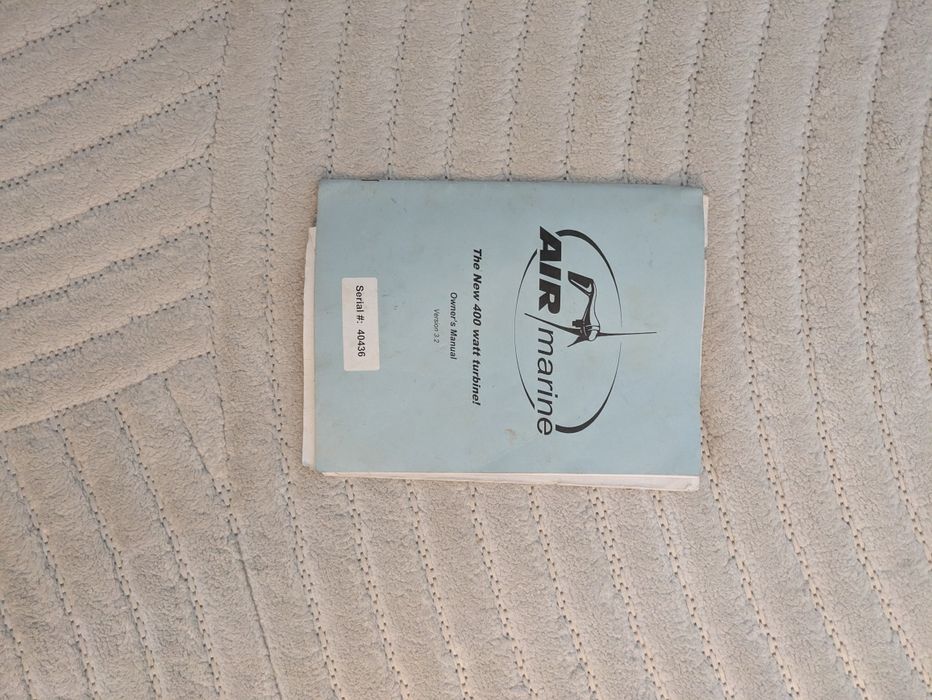 AIR marine
The New 400 watt turbine!
Owner's Manual
Version 3.2
Serial #: 40436